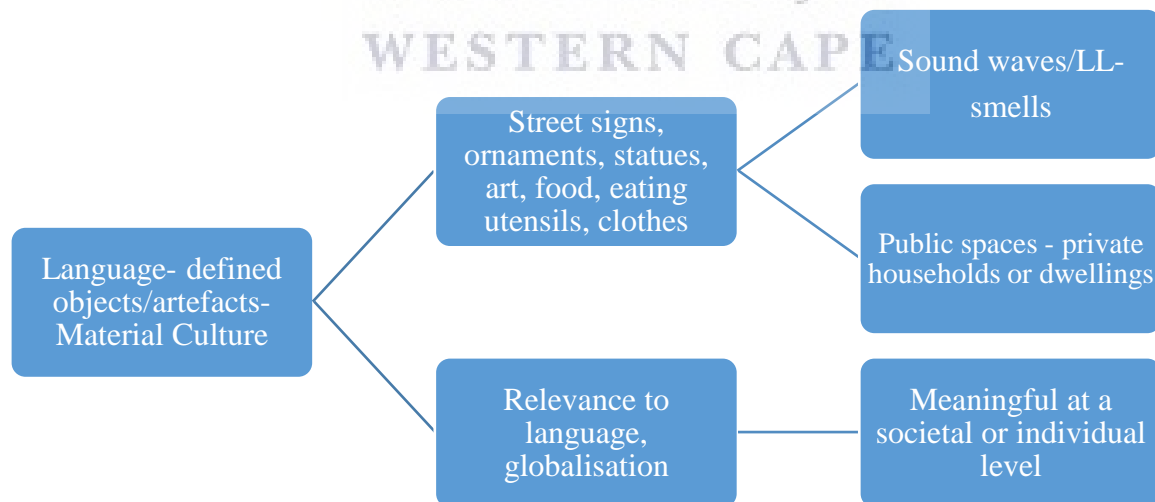 WESTERN CAPE
Sound waves/LL-
smells
Street signs,
ornaments, statues,
art, food, eating
utensils, clothes
Public spaces - private
households or dwellings
Language- defined
objects/artefacts-
Material Culture
Relevance to
language,
globalisation
Meaningful at a
societal or individual
level